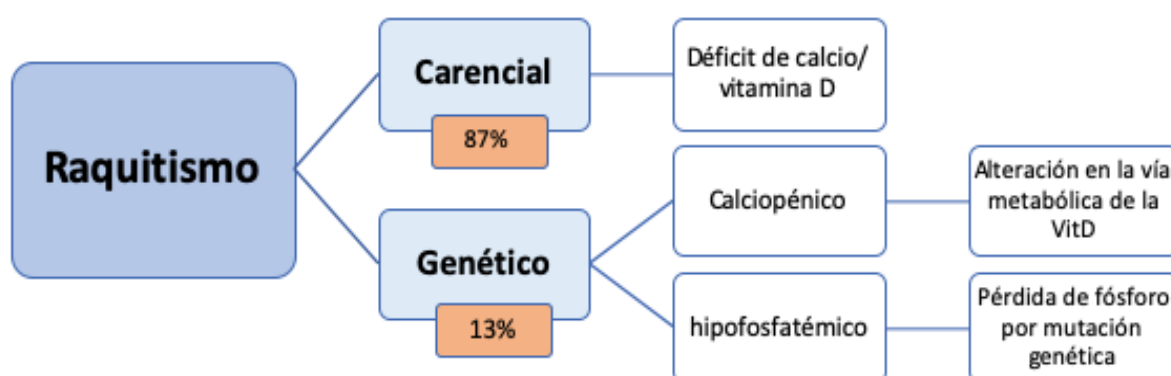 Raquitismo
Carencial
87%
Déficit de calcio/
vitamina D
Genético
13%
Calciopénico
Alteración en la vía
metabólica de la
VitD
hipofosfatémico
Pérdida de fósforo
por mutación
genética